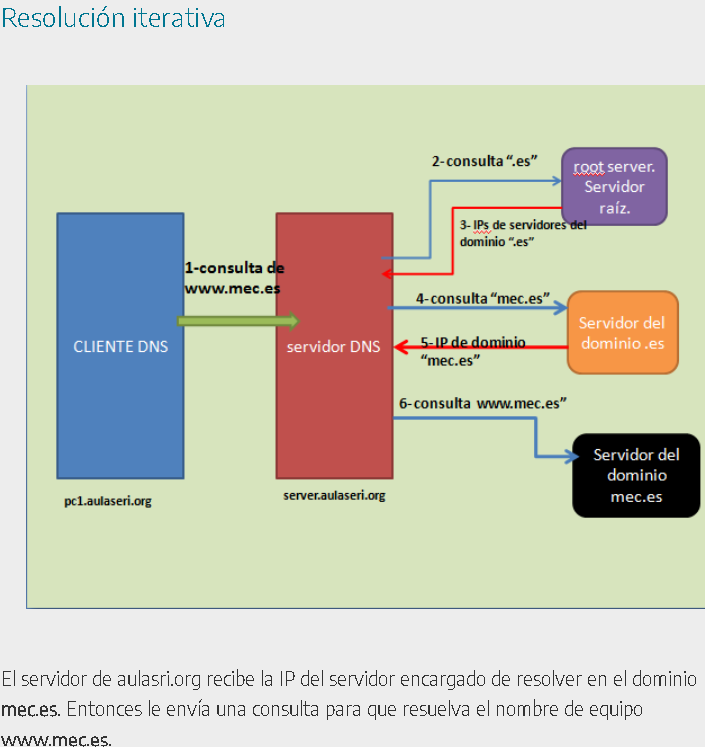 Resolución iterativa
2-consulta “.es”
root server.
Servidor
raíz.
3- IPs de servidores del
dominio “.es”
1-consulta de
www.mec.es
4-consulta “mec.es”
Servidor del
dominio .es
CLIENTE DNS
servidor DNS
5-IP de dominio
“mec.es”
6-consulta www.mec.es”
Servidor del
dominio
mec.es
pc1.aulaseri.org
server.aulaseri.org
El servidor de aulasri.org recibe la IP del servidor encargado de resolver en el dominio
mec.es. Entonces le envía una consulta para que resuelva el nombre de equipo
www.mec.es.